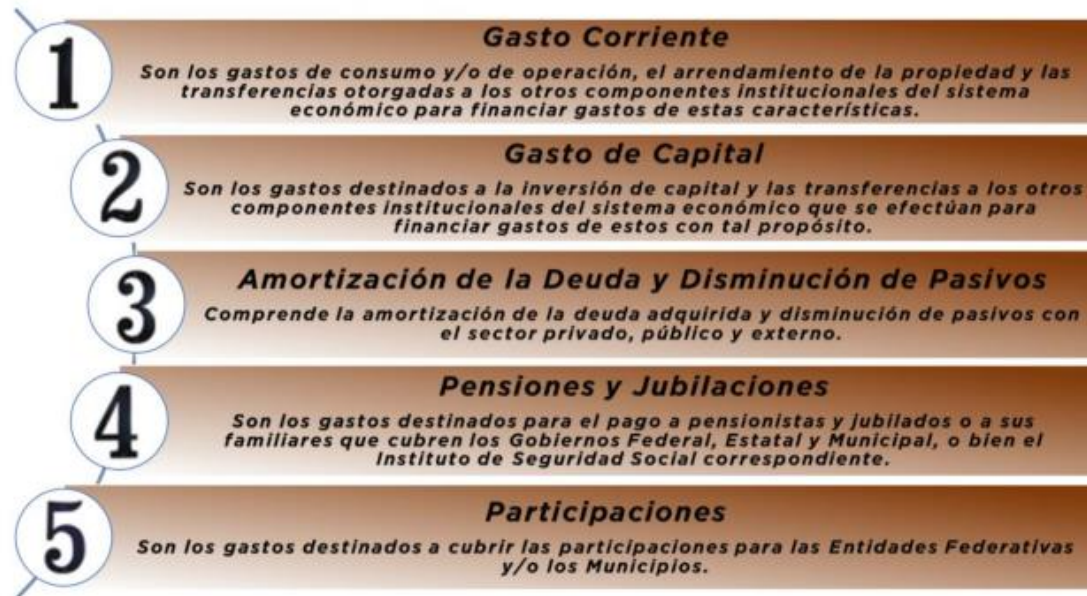 1
Gasto Corriente
Son los gastos de consumo y/o de operación, el arrendamiento de la propiedad y las
transferencias otorgadas a los otros componentes institucionales del sistema
económico para financiar gastos de estas características.
2
Gasto de Capital
Son los gastos destinados a la inversión de capital y las transferencias a los otros
componentes institucionales del sistema económico que se efectúan para
financiar gastos de estos con tal propósito.
3
Amortización de la Deuda y Disminución de Pasivos
Comprende la amortización de la deuda adquirida y disminución de pasivos con
el sector privado, público y externo.
4
Pensiones y Jubilaciones
Son los gastos destinados para el pago a pensionistas y jubilados o a sus
familiares que cubren los Gobiernos Federal, Estatal y Municipal, o bien el
Instituto de Seguridad Social correspondiente.
5
Participaciones
Son los gastos destinados a cubrir las participaciones para las Entidades Federativas
y/o los Municipios.